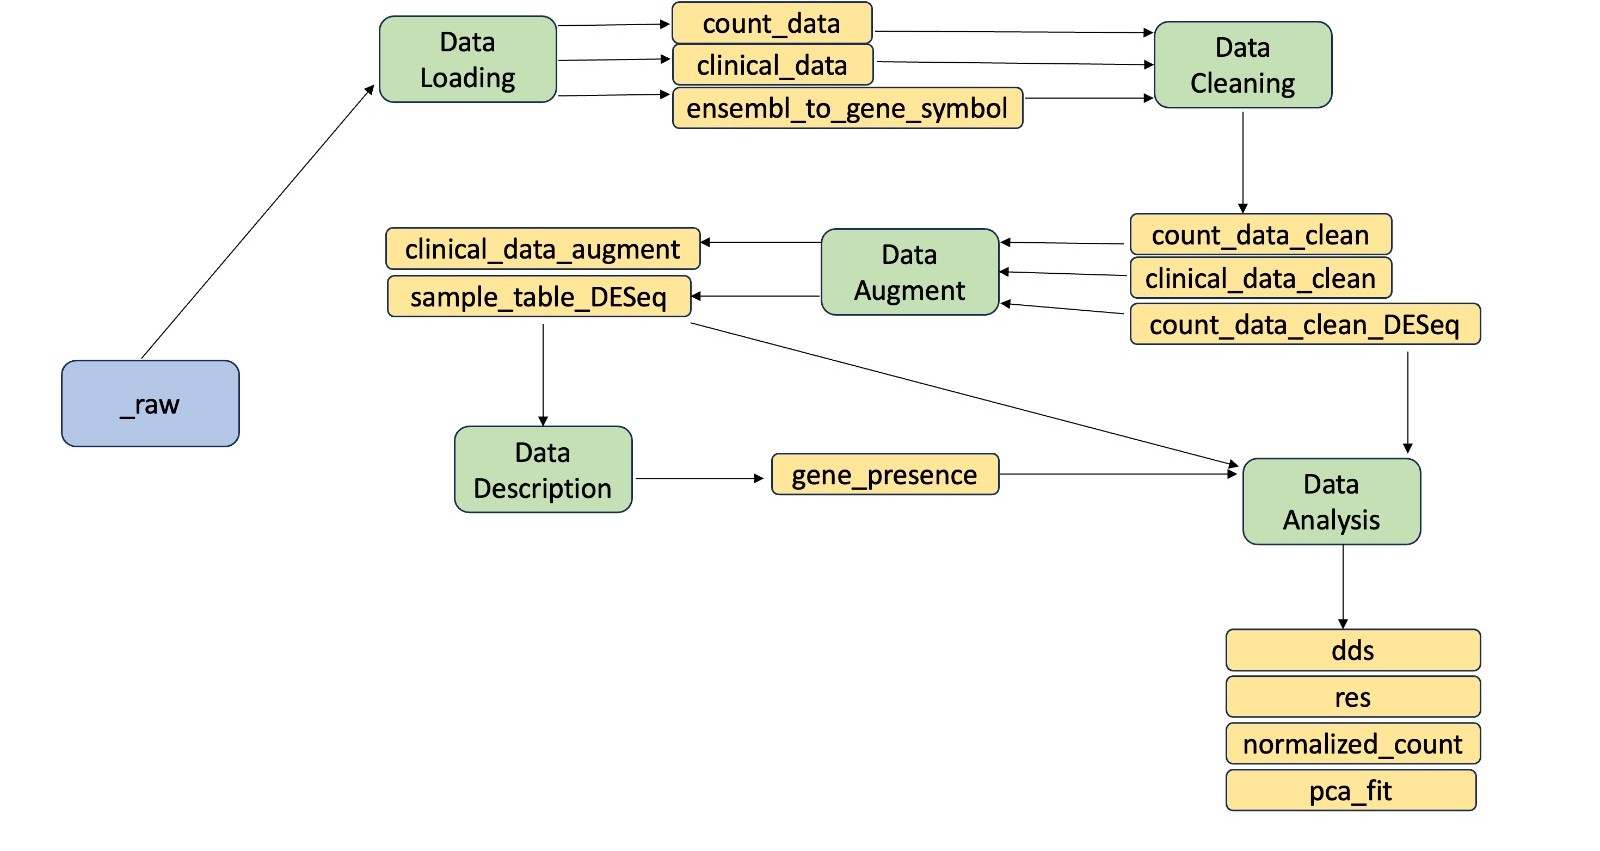 Data
Loading
count_data
clinical_data
ensembl_to_gene_symbol
Data
Cleaning
clinical_data_augment
sample_table_DESeq
Data
Augment
count_data_clean
clinical_data_clean
count_data_clean_DESeq
_raw
Data
Description
gene_presence
Data
Analysis
dds
res
normalized_count
pca_fit